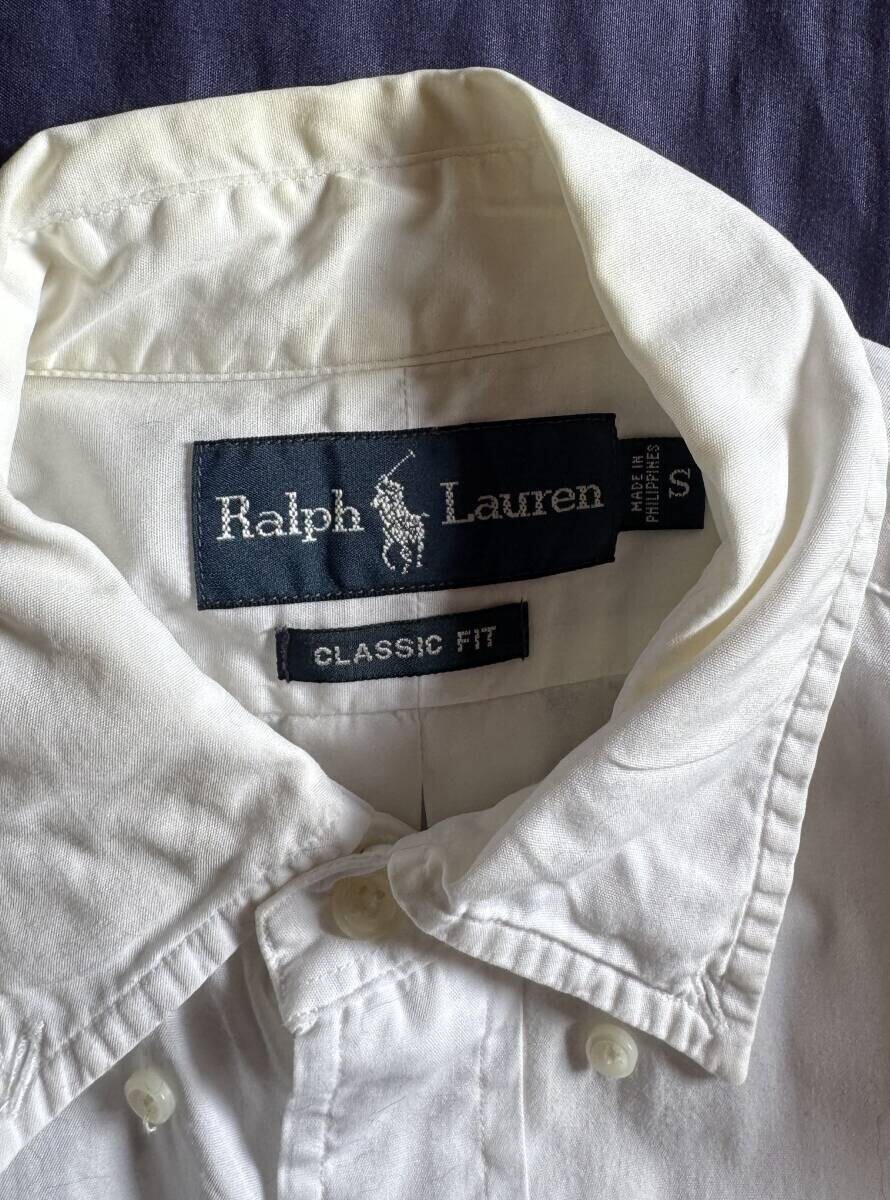 Ralph Lauren
MADE IN
PHILIPPINES
S
CLASSIC FIT